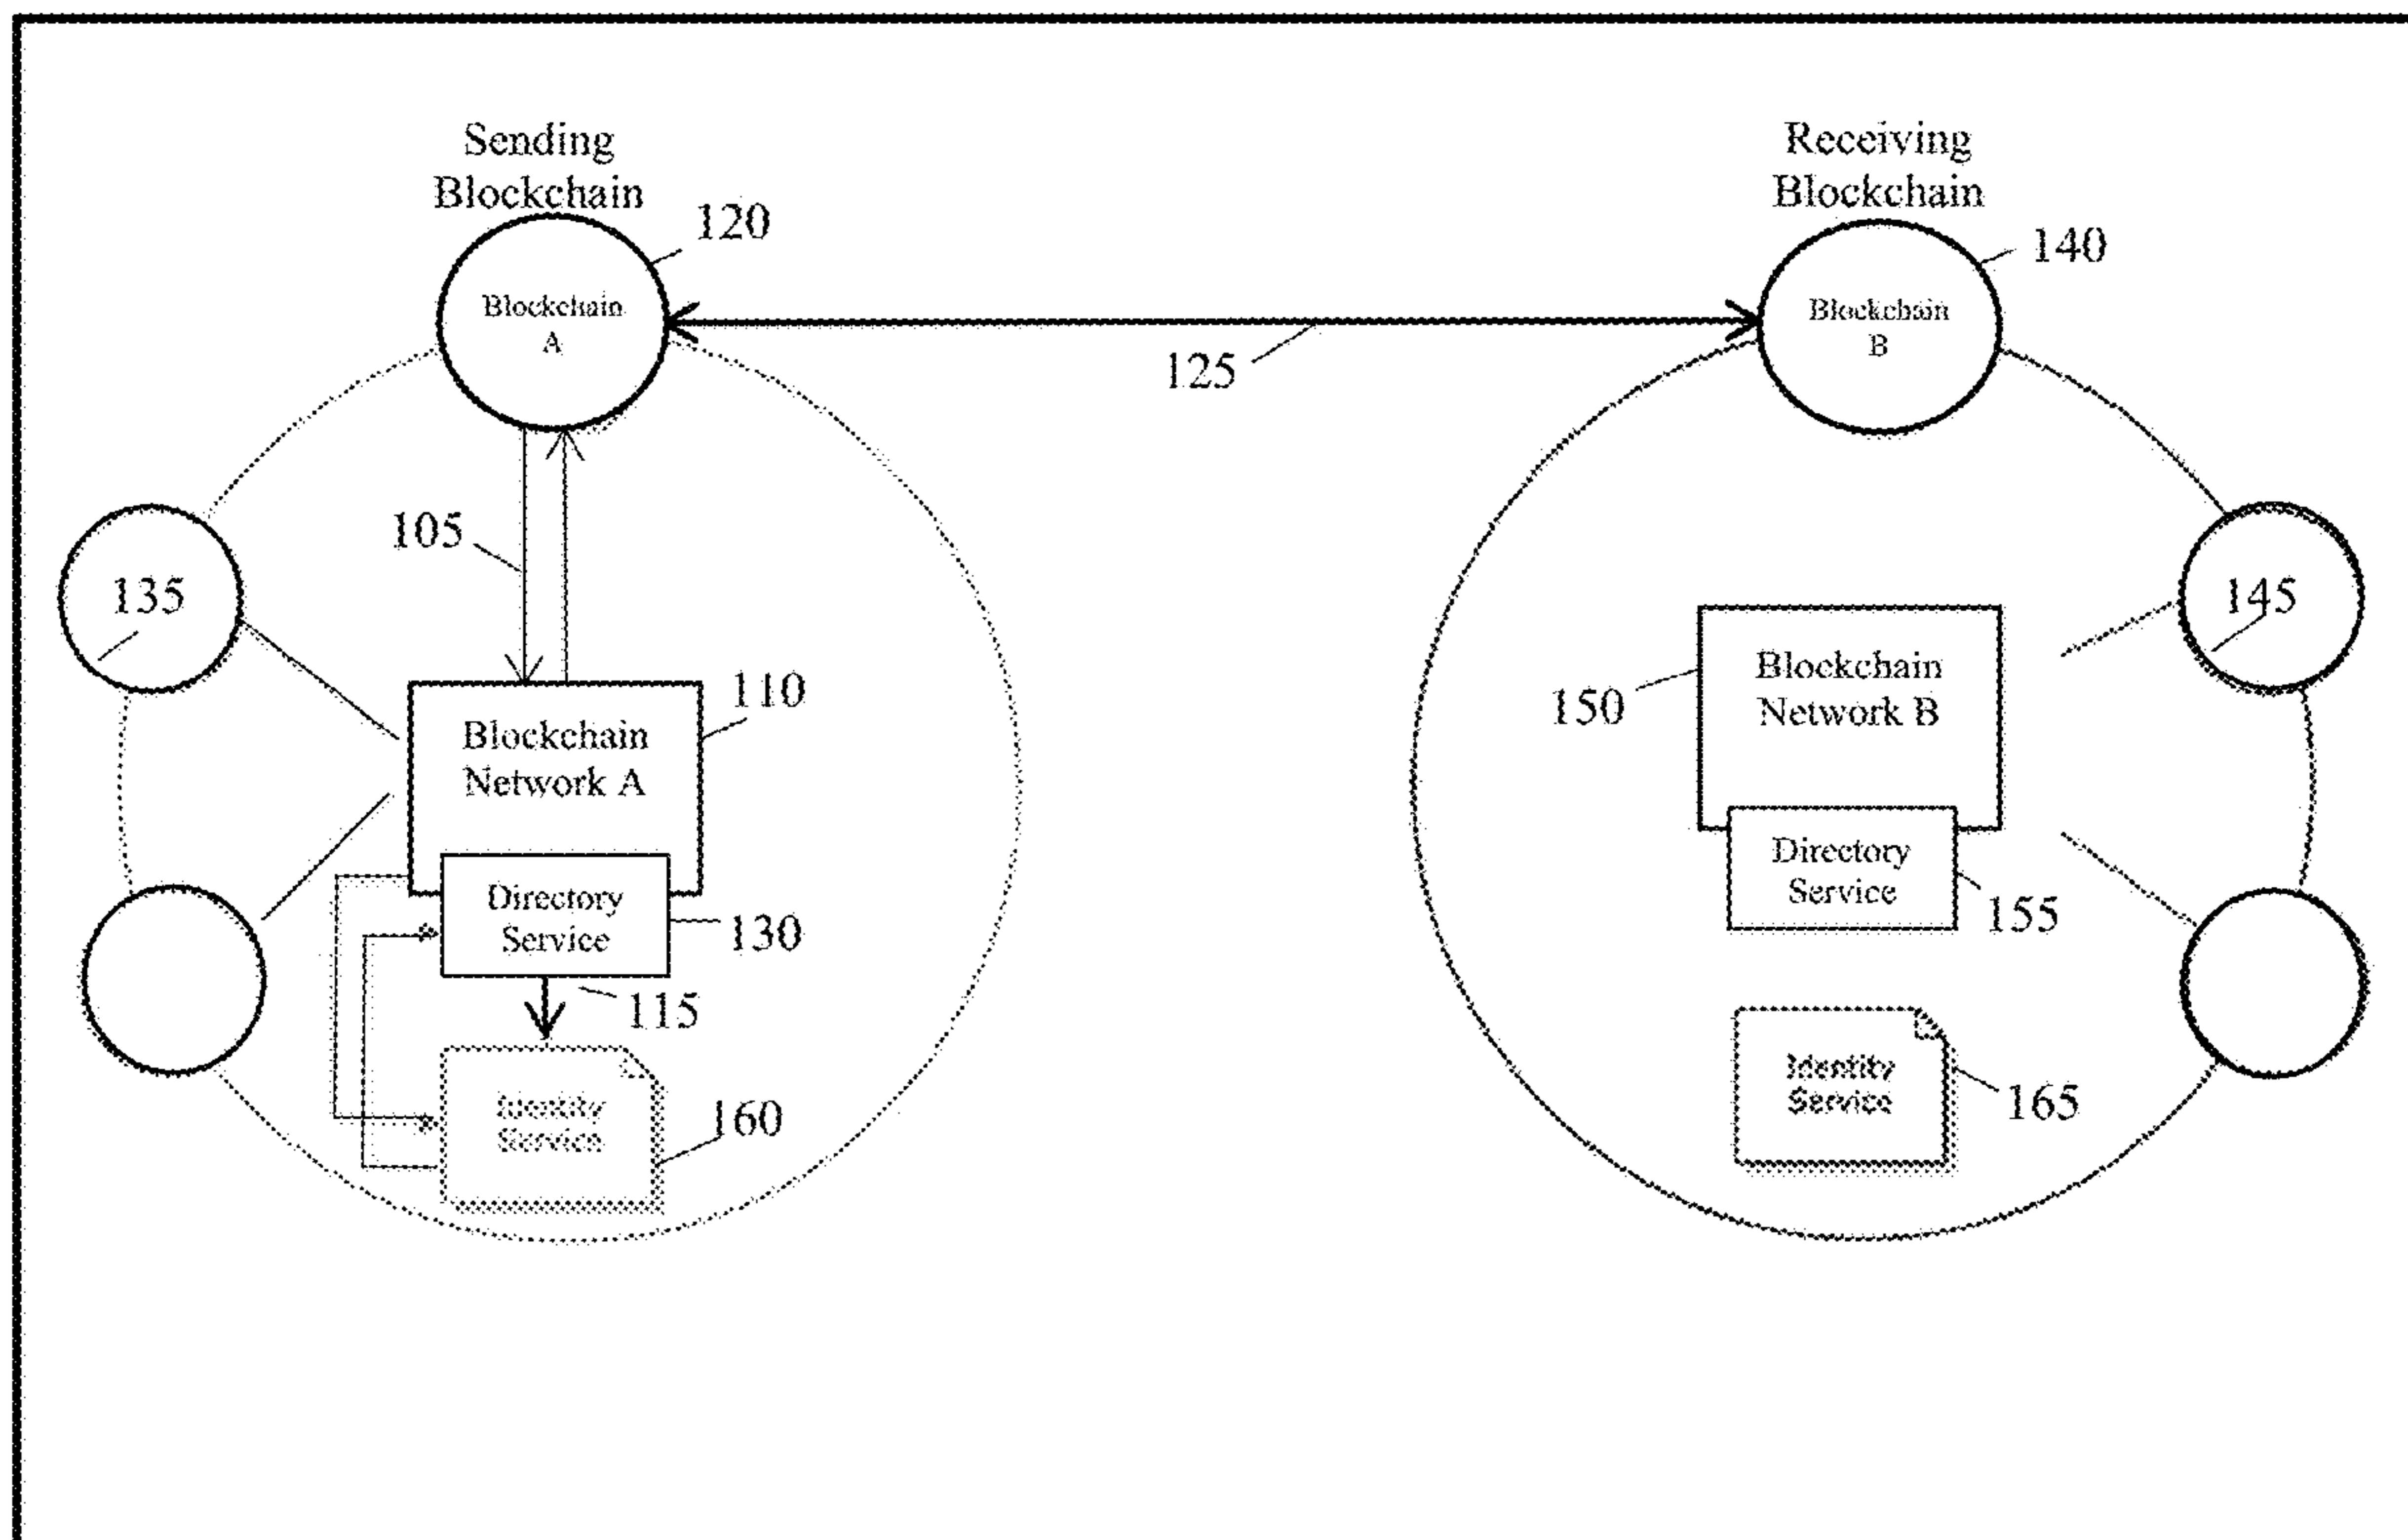 Sending
Blockchain
120
Blockchain
A
Receiving
Blockchain
140
Blockchain
B
125
105
135
145
110
Blockchain
Network A
150
Blockchain
Network B
Directory
Service
130
Directory
Service
155
115
Identity
Service
160
Identity
Service
165